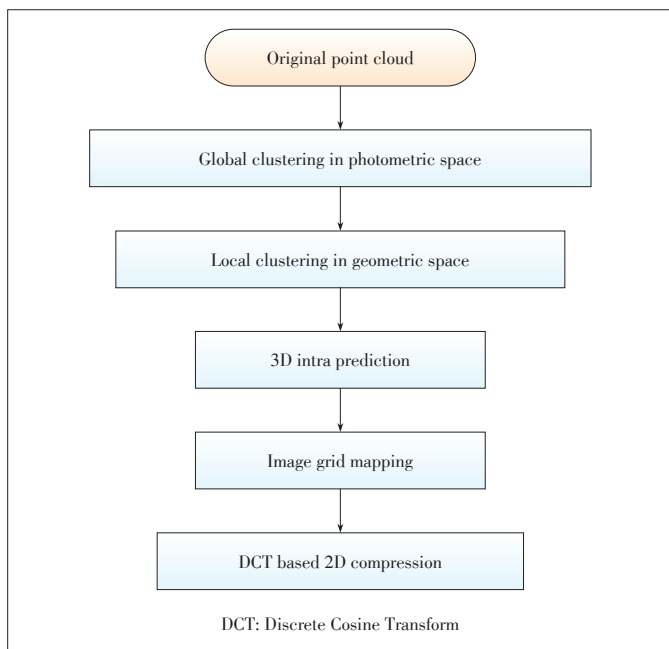 Original point cloud
Global clustering in photometric space
Local clustering in geometric space
3D intra prediction
Image grid mapping
DCT based 2D compression
DCT: Discrete Cosine Transform